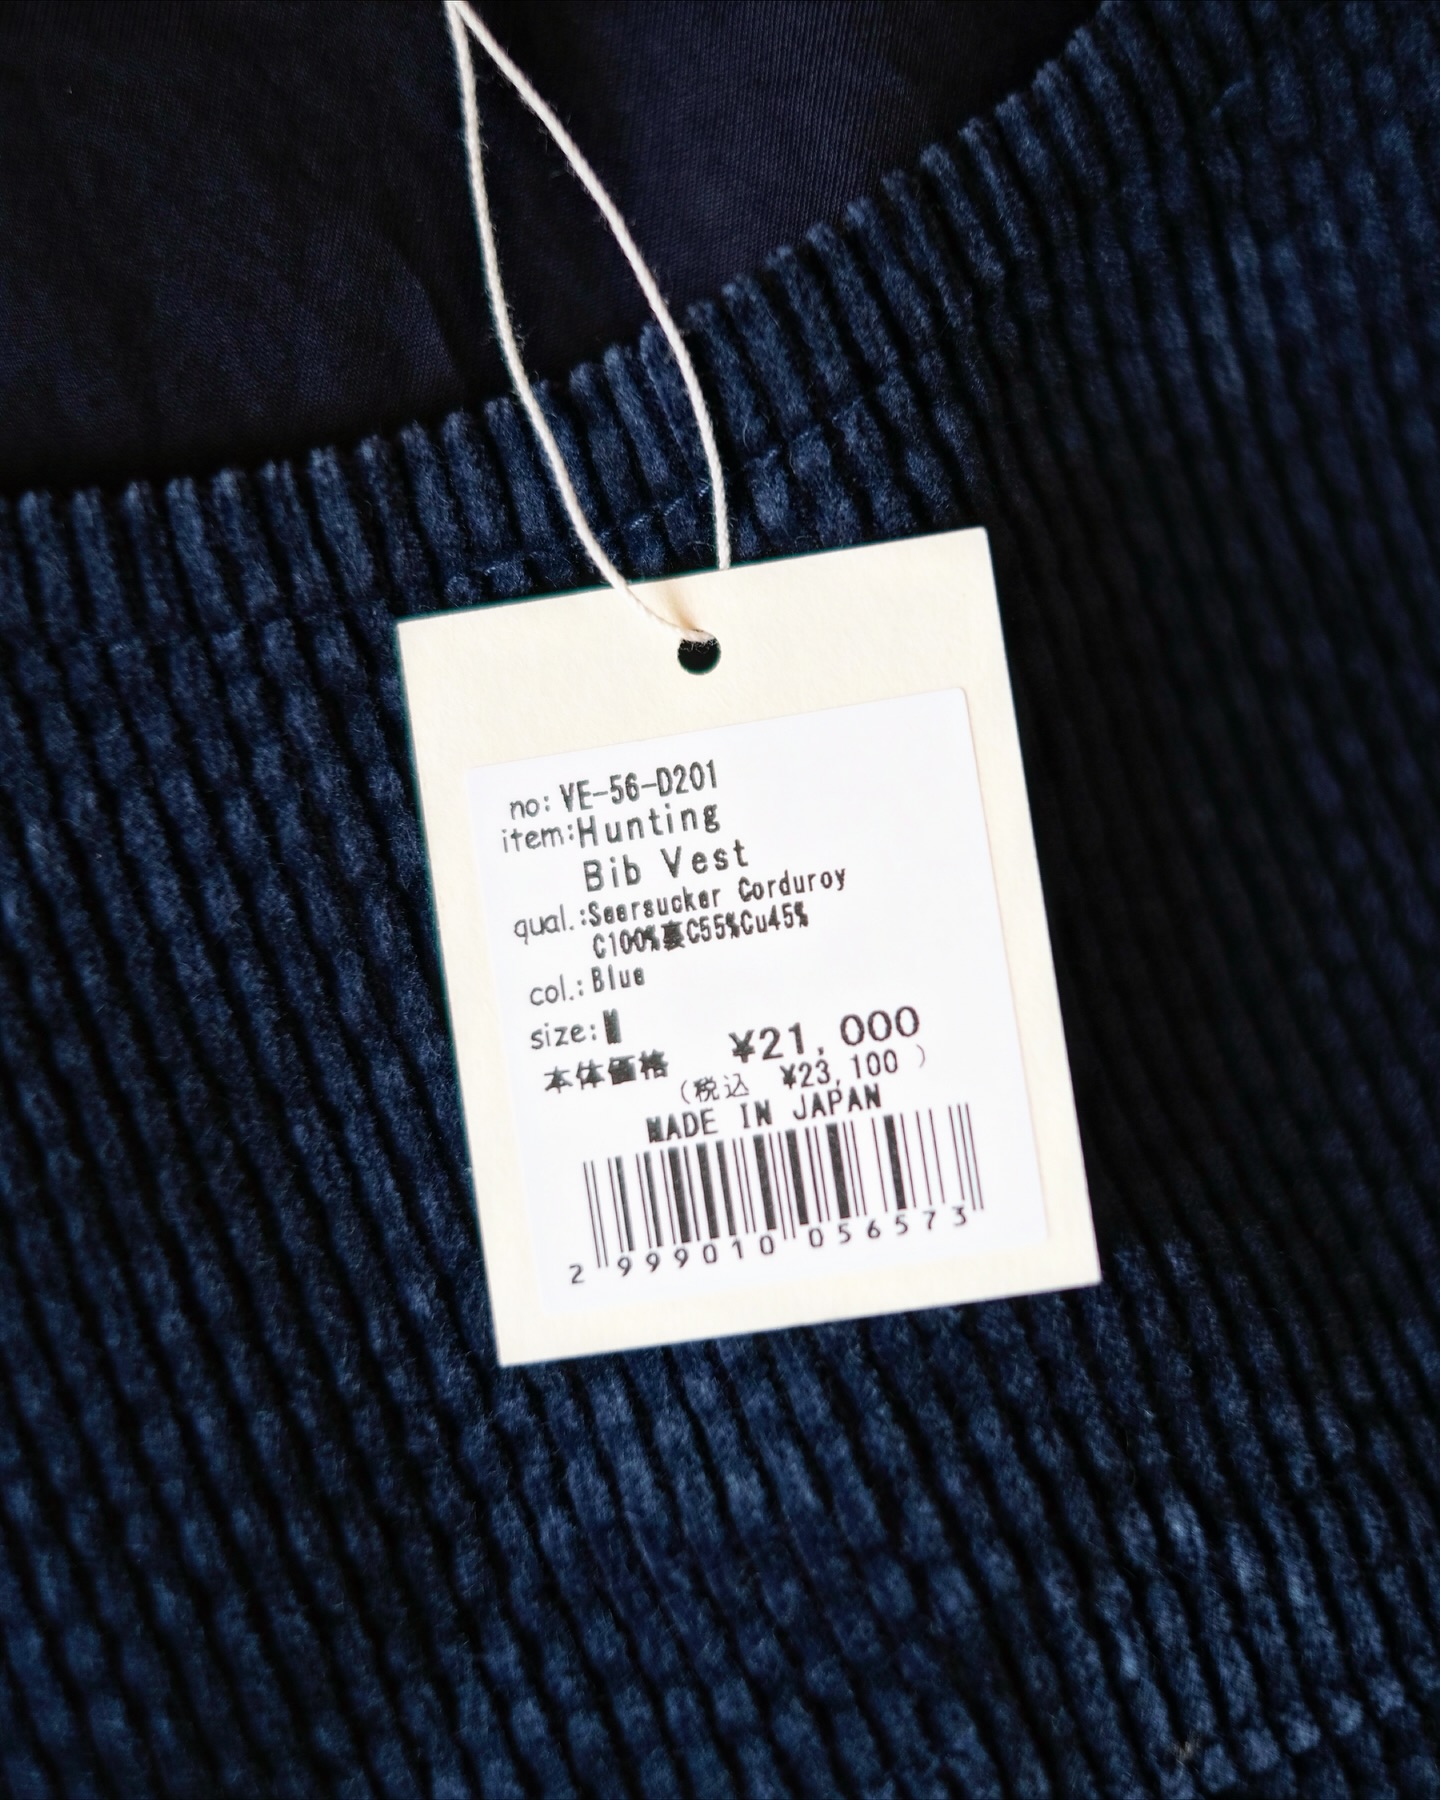 no: VE-56-D201
item: Hunting
Bib Vest
qual.: Seersucker Corduroy
C100%裏C55%Cu45%
col.: Blue
size: M
本体価格 ¥21,000
(税込 ¥23,100)
MADE IN JAPAN
2 999010 056573